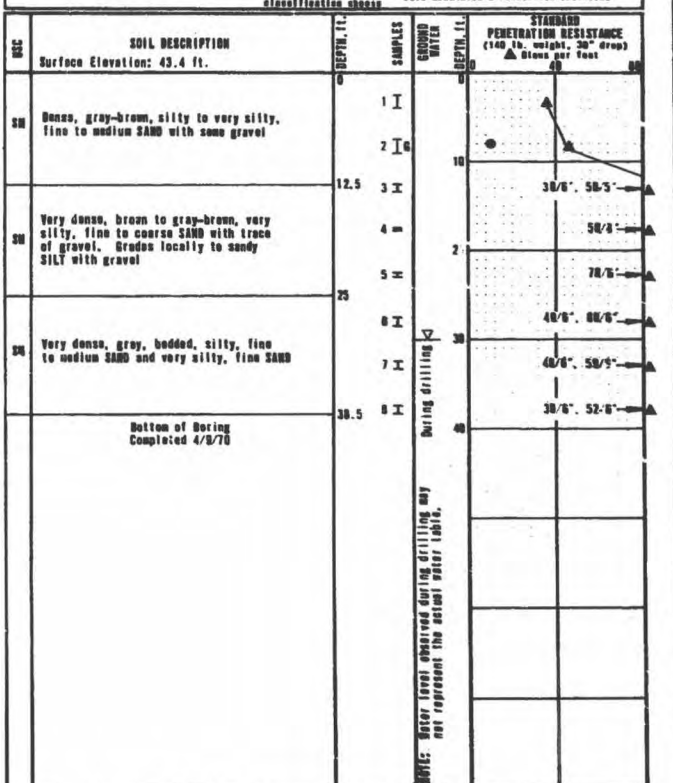 classification shown
USC
SOIL DESCRIPTION
Surface Elevation: 43.4 ft.
DEPTH, ft.
SAMPLES
GROUND WATER
DEPTH, ft.
STANDARD
PENETRATION RESISTANCE
(140 lb. weight, 30" drop)
▲ Blows per foot
0
0
0
40
80
SM
Dense, gray-brown, silty to very silty,
fine to medium SAND with some gravel
1
2 G
10
12.5
3
30/6", 50/5"
SM
Very dense, brown to gray-brown, very
silty, fine to coarse SAND with trace
of gravel. Grades locally to sandy
SILT with gravel
4
50/4"
2
5
70/6"
25
6
40/6", 60/6"
SM
Very dense, gray, bedded, silty, fine
to medium SAND and very silty, fine SAND
30
7
40/6",
During drilling
38.5
8
30/6", 52/6"
40
Bottom of Boring
Completed 4/8/70
NOTE: Water level observed during drilling may
not represent the actual water table.